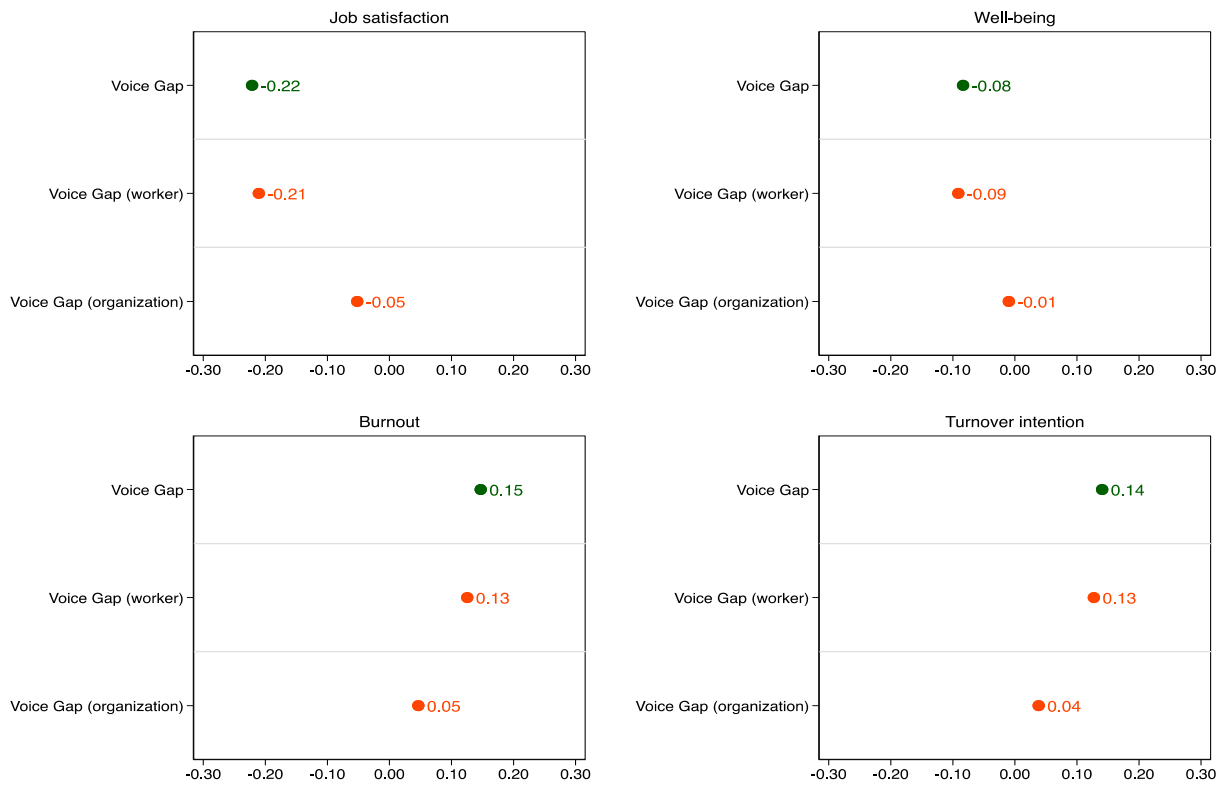 Job satisfaction
Voice Gap
-0.22
Voice Gap (worker)
-0.21
Voice Gap (organization)
-0.05
-0.30 -0.20 -0.10 0.00 0.10 0.20 0.30
Well-being
Voice Gap
-0.08
Voice Gap (worker)
-0.09
Voice Gap (organization)
-0.01
-0.30 -0.20 -0.10 0.00 0.10 0.20 0.30
Burnout
Voice Gap
0.15
Voice Gap (worker)
0.13
Voice Gap (organization)
0.05
-0.30 -0.20 -0.10 0.00 0.10 0.20 0.30
Turnover intention
Voice Gap
0.14
Voice Gap (worker)
0.13
Voice Gap (organization)
0.04
-0.30 -0.20 -0.10 0.00 0.10 0.20 0.30